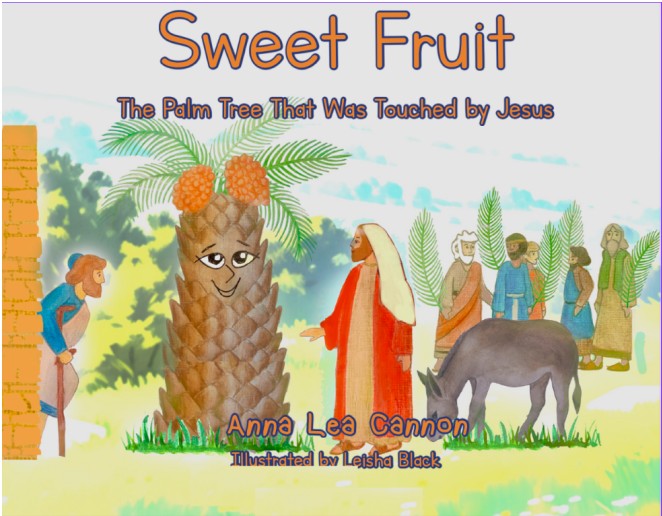 Sweet Fruit
The Palm Tree That Was Touched by Jesus
Anna Lea Cannon
Illustrated by Leisha Black